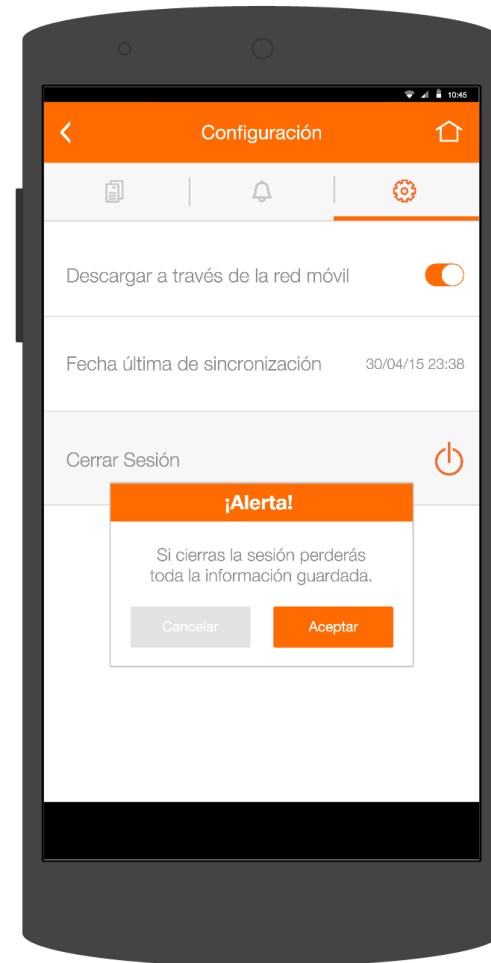 10:45
Configuración
Descargar a través de la red móvil
Fecha última de sincronización 30/04/15 23:38
Cerrar Sesión
¡Alerta!
Si cierras la sesión perderás
toda la información guardada.
Cancelar Aceptar